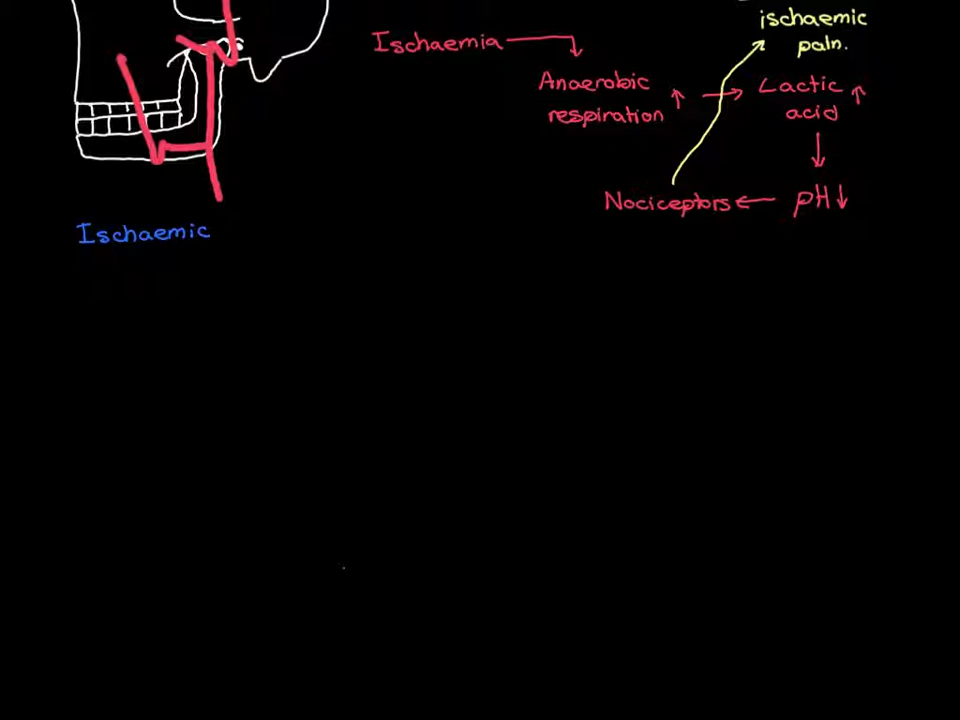 ischaemic
pain.
Ischaemia
Anaerobic
respiration ↑ → Lactic
acid ↑
↓
Nociceptors ← pH↓
Ischaemic